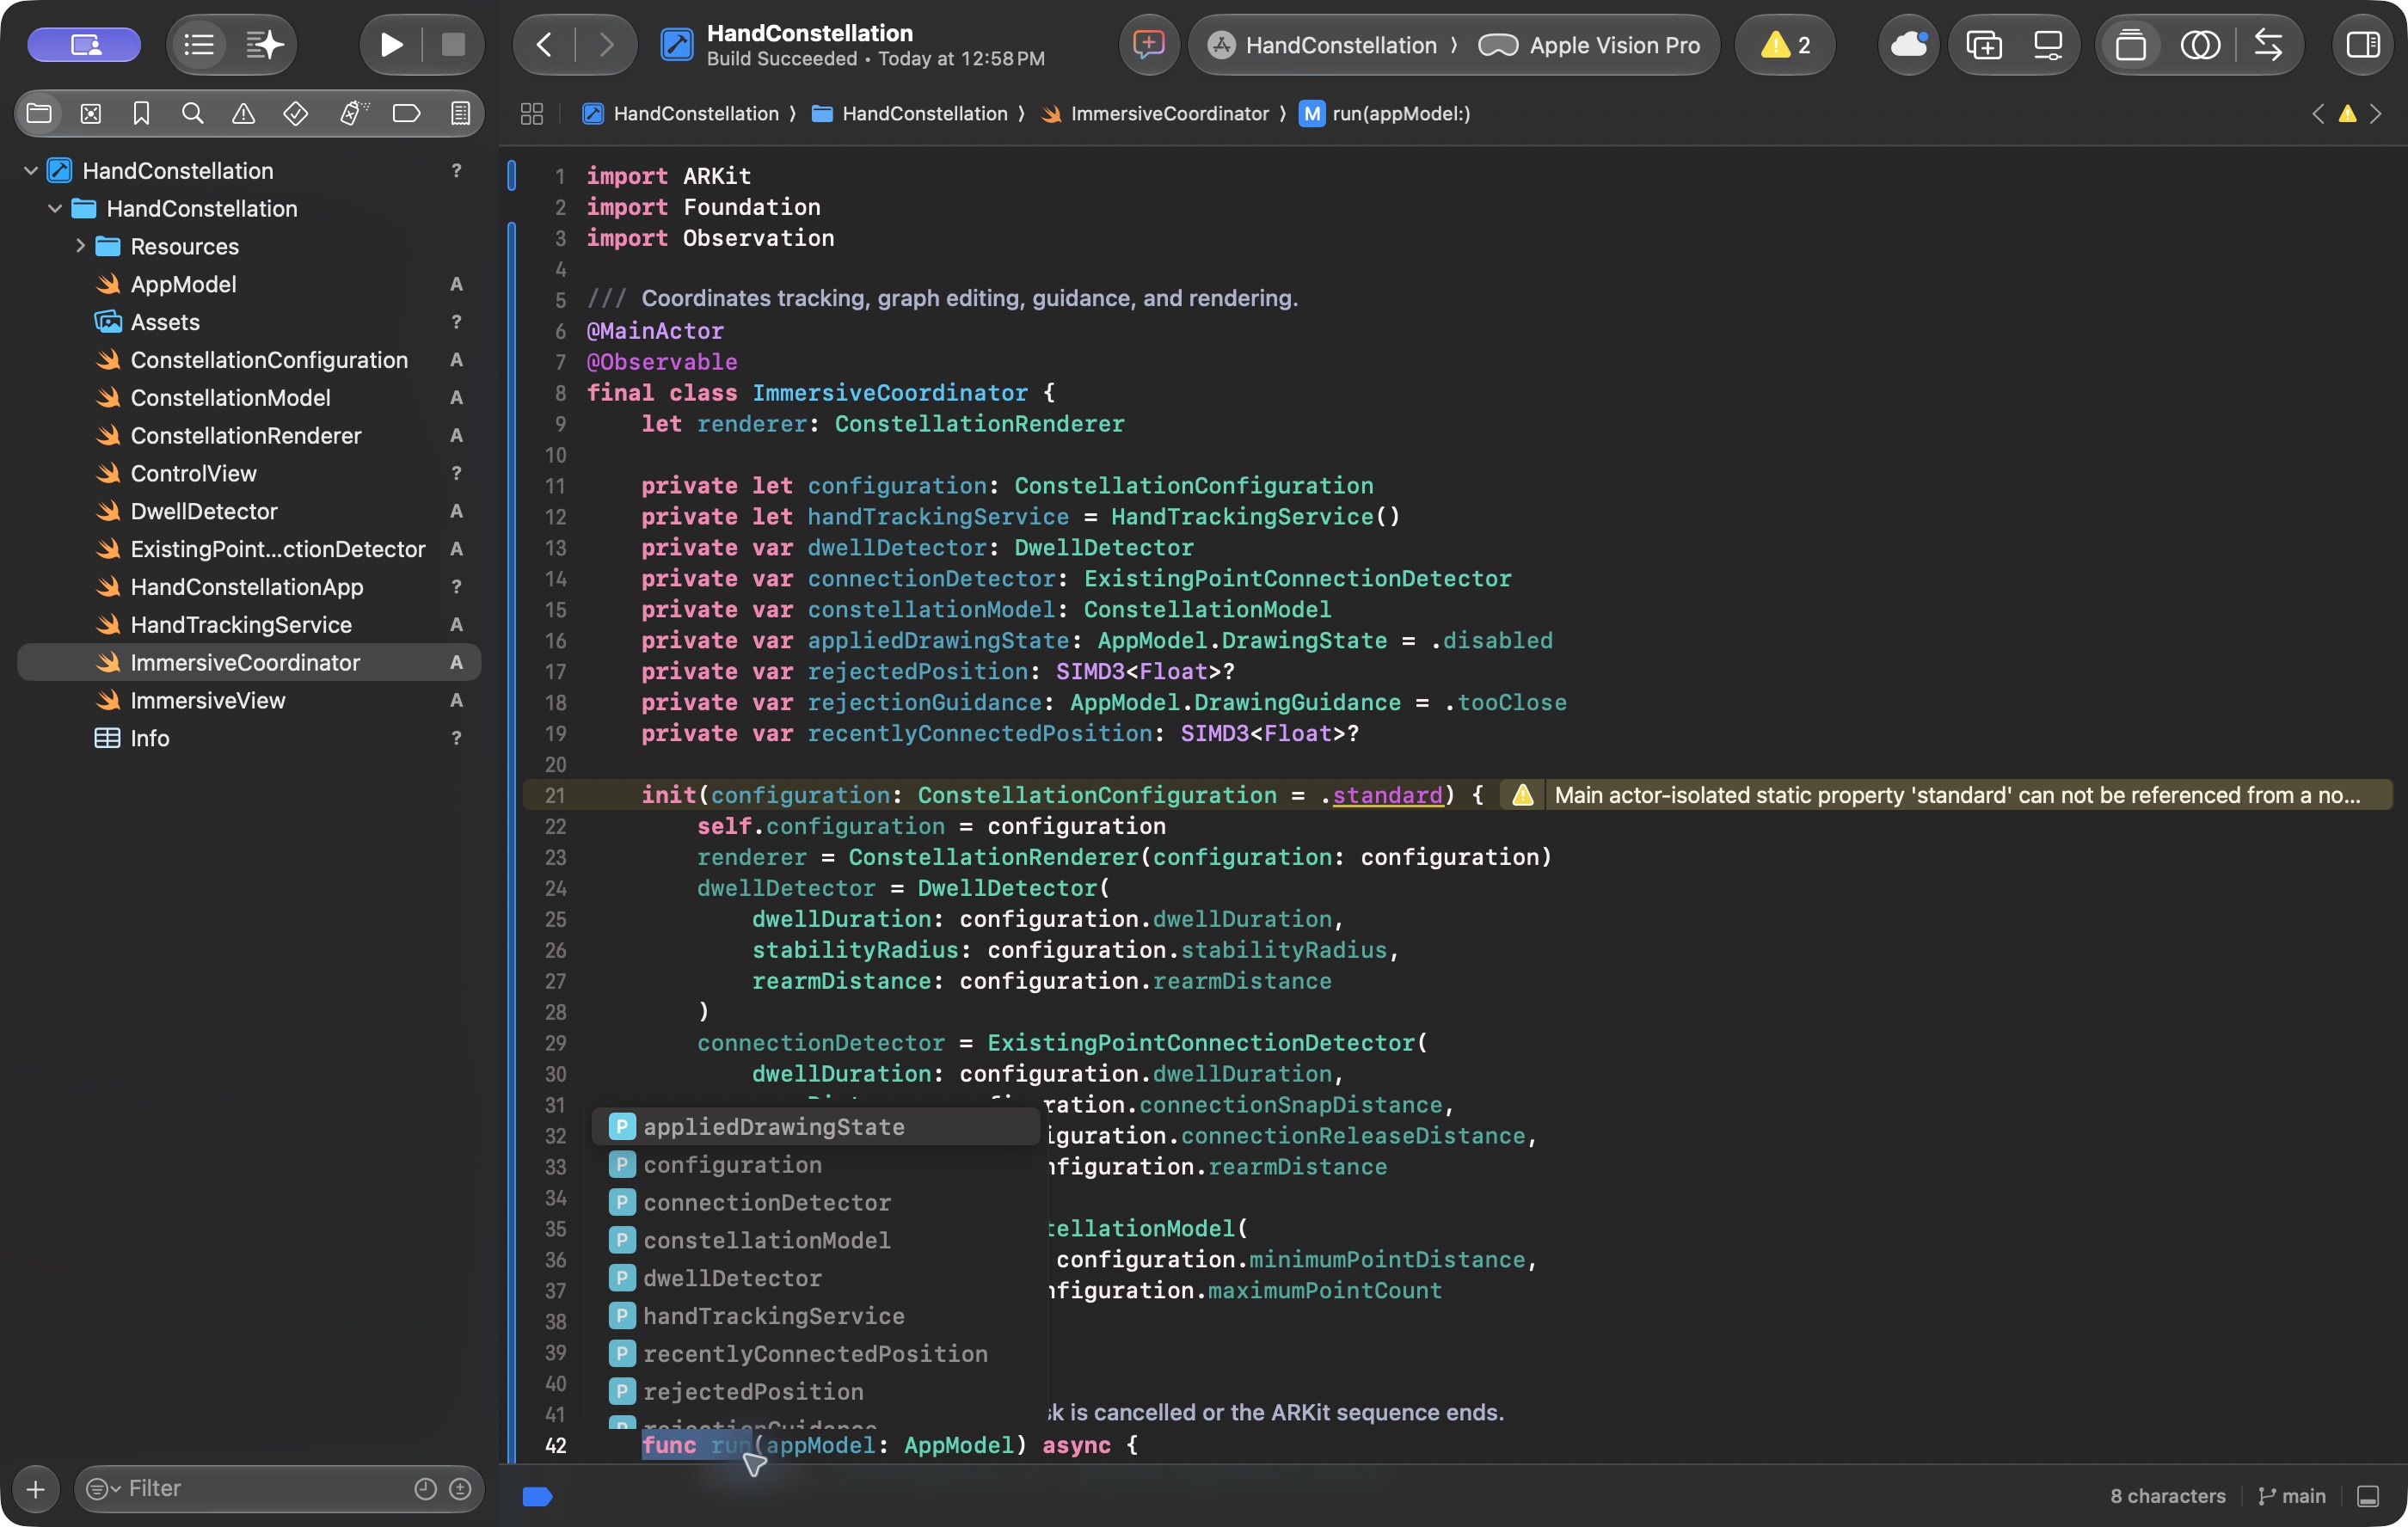 HandConstellation
Build Succeeded • Today at 12:58 PM
HandConstellation 〉 Apple Vision Pro
2
HandConstellation 〉 HandConstellation 〉 ImmersiveCoordinator 〉 M run(appModel:)
HandConstellation ?
HandConstellation
Resources
AppModel A
Assets ?
ConstellationConfiguration A
ConstellationModel A
ConstellationRenderer A
ControlView ?
DwellDetector A
ExistingPoint...ctionDetector A
HandConstellationApp ?
HandTrackingService A
ImmersiveCoordinator A
ImmersiveView A
Info ?
Filter
1 import ARKit
2 import Foundation
3 import Observation
4
5 /// Coordinates tracking, graph editing, guidance, and rendering.
6 @MainActor
7 @Observable
8 final class ImmersiveCoordinator {
9 let renderer: ConstellationRenderer
10
11 private let configuration: ConstellationConfiguration
12 private let handTrackingService = HandTrackingService()
13 private var dwellDetector: DwellDetector
14 private var connectionDetector: ExistingPointConnectionDetector
15 private var constellationModel: ConstellationModel
16 private var appliedDrawingState: AppModel.DrawingState = .disabled
17 private var rejectedPosition: SIMD3<Float>?
18 private var rejectionGuidance: AppModel.DrawingGuidance = .tooClose
19 private var recentlyConnectedPosition: SIMD3<Float>?
20
21 init(configuration: ConstellationConfiguration = .standard) { Main actor-isolated static property 'standard' can not be referenced from a no...
22 self.configuration = configuration
23 renderer = ConstellationRenderer(configuration: configuration)
24 dwellDetector = DwellDetector(
25 dwellDuration: configuration.dwellDuration,
26 stabilityRadius: configuration.stabilityRadius,
27 rearmDistance: configuration.rearmDistance
28 )
29 connectionDetector = ExistingPointConnectionDetector(
30 dwellDuration: configuration.dwellDuration,
31 ration.connectionSnapDistance,
32 iguration.connectionReleaseDistance,
33 nfiguration.rearmDistance
34
35 tellationModel(
36 configuration.minimumPointDistance,
37 nfiguration.maximumPointCount
38
39
40
41 sk is cancelled or the ARKit sequence ends.
42 func run(appModel: AppModel) async {
P appliedDrawingState
P configuration
P connectionDetector
P constellationModel
P dwellDetector
P handTrackingService
P recentlyConnectedPosition
P rejectedPosition
8 characters main